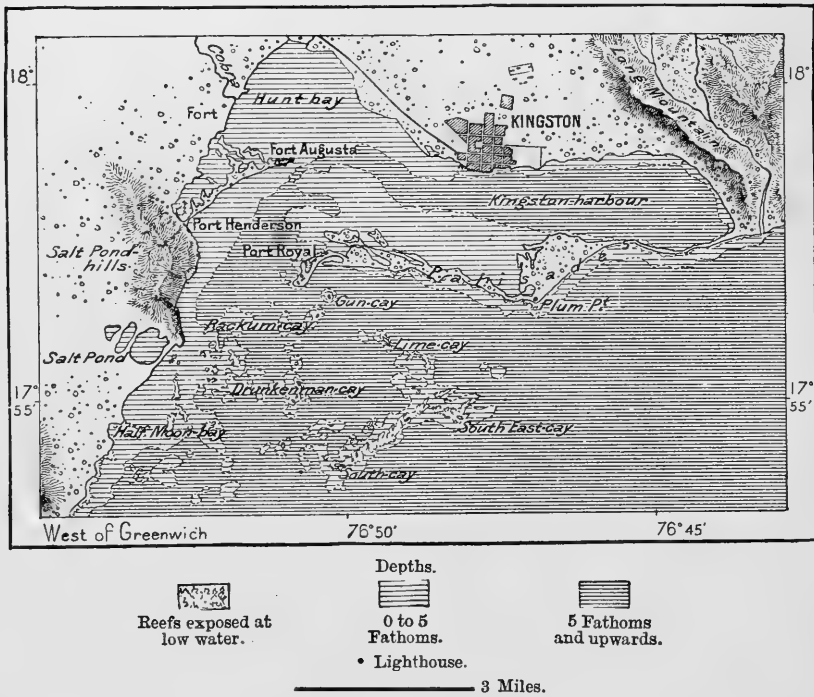 18°
18°
Cobre
Long Mountain
Hunt bay
Fort
KINGSTON
Fort Augusta
Kingston-harbour
Port Henderson
Salt Pond-
hills
Port Royal
Plum-Pt
Gun-cay
Rackum-cay
Lime-cay
Salt Pond
Drunkenman-cay
17°
55'
17°
55'
Half Moon-bay
South East-cay
South-cay
West of Greenwich
76°50'
76°45'
Depths.
Reefs exposed at
low water.
0 to 5
Fathoms.
5 Fathoms
and upwards.
• Lighthouse.
3 Miles.